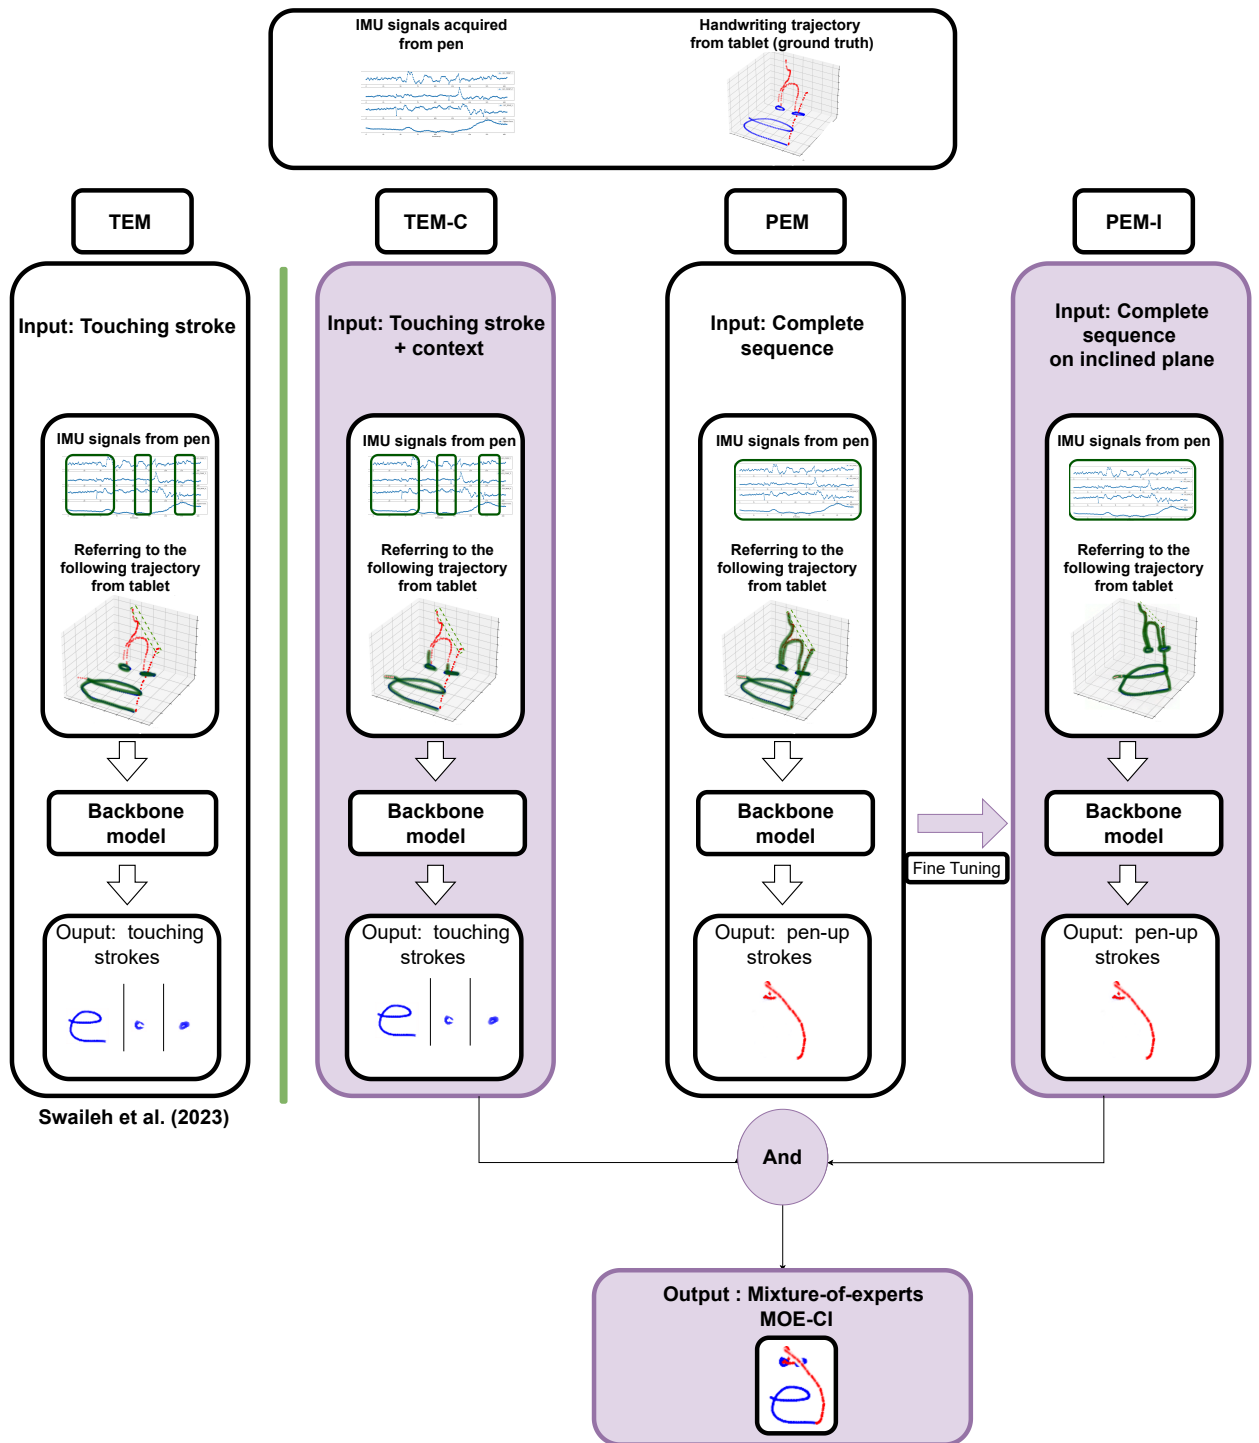 IMU signals acquired
from pen
Handwriting trajectory
from tablet (ground truth)
TEM
TEM-C
PEM
PEM-I
Input: Touching stroke
IMU signals from pen
Referring to the
following trajectory
from tablet
Backbone
model
Ouput: touching
strokes
Swaileh et al. (2023)
Input: Touching stroke
+ context
IMU signals from pen
Referring to the
following trajectory
from tablet
Backbone
model
Ouput: touching
strokes
Input: Complete
sequence
IMU signals from pen
Referring to the
following trajectory
from tablet
Backbone
model
Ouput: pen-up
strokes
Fine Tuning
Input: Complete
sequence
on inclined plane
IMU signals from pen
Referring to the
following trajectory
from tablet
Backbone
model
Ouput: pen-up
strokes
And
Output : Mixture-of-experts
MOE-CI